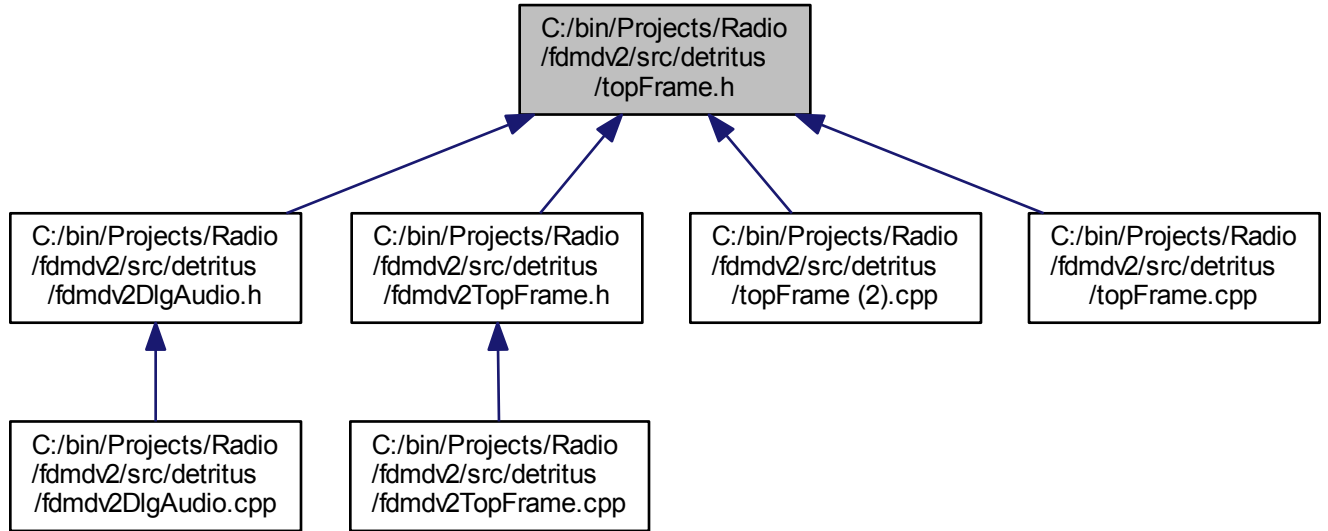 C:/bin/Projects/Radio
/fdmdv2/src/detritus
/topFrame.h
C:/bin/Projects/Radio
/fdmdv2/src/detritus
/fdmdv2DlgAudio.h
C:/bin/Projects/Radio
/fdmdv2/src/detritus
/fdmdv2TopFrame.h
C:/bin/Projects/Radio
/fdmdv2/src/detritus
/topFrame (2).cpp
C:/bin/Projects/Radio
/fdmdv2/src/detritus
/topFrame.cpp
C:/bin/Projects/Radio
/fdmdv2/src/detritus
/fdmdv2DlgAudio.cpp
C:/bin/Projects/Radio
/fdmdv2/src/detritus
/fdmdv2TopFrame.cpp